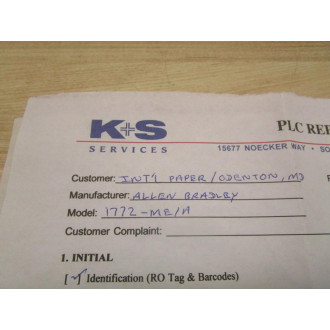 K+S
SERVICES
PLC REP
15677 NOECKER WAY • SO
Customer: INT'L PAPER/ODENTON, MD
Manufacturer: ALLEN BRADLEY
Model: 1772-ME/A
Customer Complaint:
1. INITIAL
[✓] Identification (RO Tag & Barcodes)